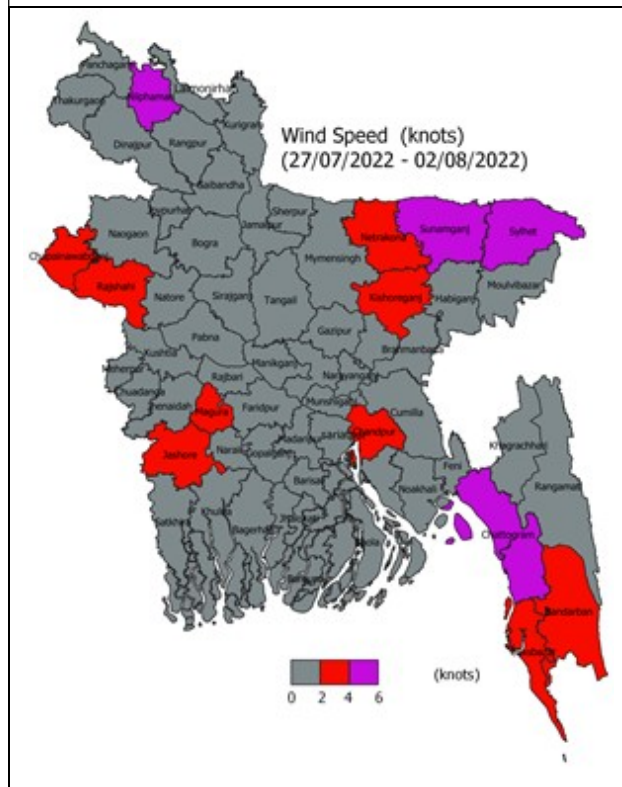 Panchagarh
Nilphamari
Lalmonirhat
Thakurgaon
Kurigram
Dinajpur
Rangpur
Wind Speed (knots)
(27/07/2022 - 02/08/2022)
Gaibandha
Joypurhat
Sherpur
Jamalpur
Naogaon
Netrakona
Sunamganj
Sylhet
Bogra
Mymensingh
Chapainawabganj
Rajshahi
Natore
Sirajganj
Tangail
Kishoreganj
Habiganj
Moulvibazar
Pabna
Gazipur
Brahmanbaria
Kushtia
Meherpur
Manikganj
Chuadanga
Rajbari
Narayanganj
Jhenaidah
Magura
Faridpur
Munshiganj
Cumilla
Khagrachhari
Jashore
Narail
Gopalganj
Madaripur
Shariatpur
Chandpur
Feni
Rangamati
Barisal
Noakhali
Satkhira
Khulna
Bagerhat
Bhola
Chattogram
Bandarban
(knots)
0 2 4 6